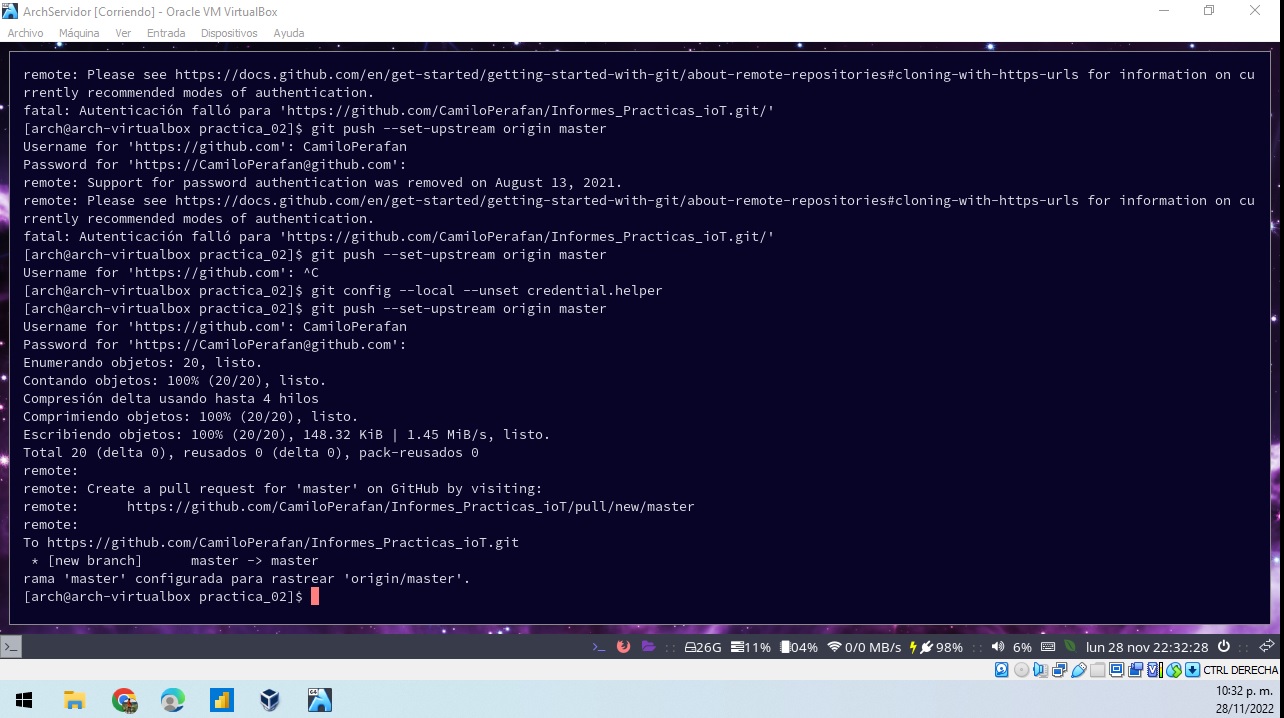 ArchServidor [Corriendo] - Oracle VM VirtualBox
Archivo Máquina Ver Entrada Dispositivos Ayuda
remote: Please see https://docs.github.com/en/get-started/getting-started-with-git/about-remote-repositories#cloning-with-https-urls for information on cu
rrently recommended modes of authentication.
fatal: Autenticación falló para 'https://github.com/CamiloPerafan/Informes_Practicas_ioT.git/'
[arch@arch-virtualbox practica_02]$ git push --set-upstream origin master
Username for 'https://github.com': CamiloPerafan
Password for 'https://CamiloPerafan@github.com':
remote: Support for password authentication was removed on August 13, 2021.
remote: Please see https://docs.github.com/en/get-started/getting-started-with-git/about-remote-repositories#cloning-with-https-urls for information on cu
rrently recommended modes of authentication.
fatal: Autenticación falló para 'https://github.com/CamiloPerafan/Informes_Practicas_ioT.git/'
[arch@arch-virtualbox practica_02]$ git push --set-upstream origin master
Username for 'https://github.com': ^C
[arch@arch-virtualbox practica_02]$ git config --local --unset credential.helper
[arch@arch-virtualbox practica_02]$ git push --set-upstream origin master
Username for 'https://github.com': CamiloPerafan
Password for 'https://CamiloPerafan@github.com':
Enumerando objetos: 20, listo.
Contando objetos: 100% (20/20), listo.
Compresión delta usando hasta 4 hilos
Comprimiendo objetos: 100% (20/20), listo.
Escribiendo objetos: 100% (20/20), 148.32 KiB | 1.45 MiB/s, listo.
Total 20 (delta 0), reusados 0 (delta 0), pack-reusados 0
remote:
remote: Create a pull request for 'master' on GitHub by visiting:
remote:      https://github.com/CamiloPerafan/Informes_Practicas_ioT/pull/new/master
remote:
To https://github.com/CamiloPerafan/Informes_Practicas_ioT.git
 * [new branch]      master -> master
rama 'master' configurada para rastrear 'origin/master'.
[arch@arch-virtualbox practica_02]$
26G 11% 04% 0/0 MB/s 98% 6% lun 28 nov 22:32:28
CTRL DERECHA
10:32 p. m.
28/11/2022